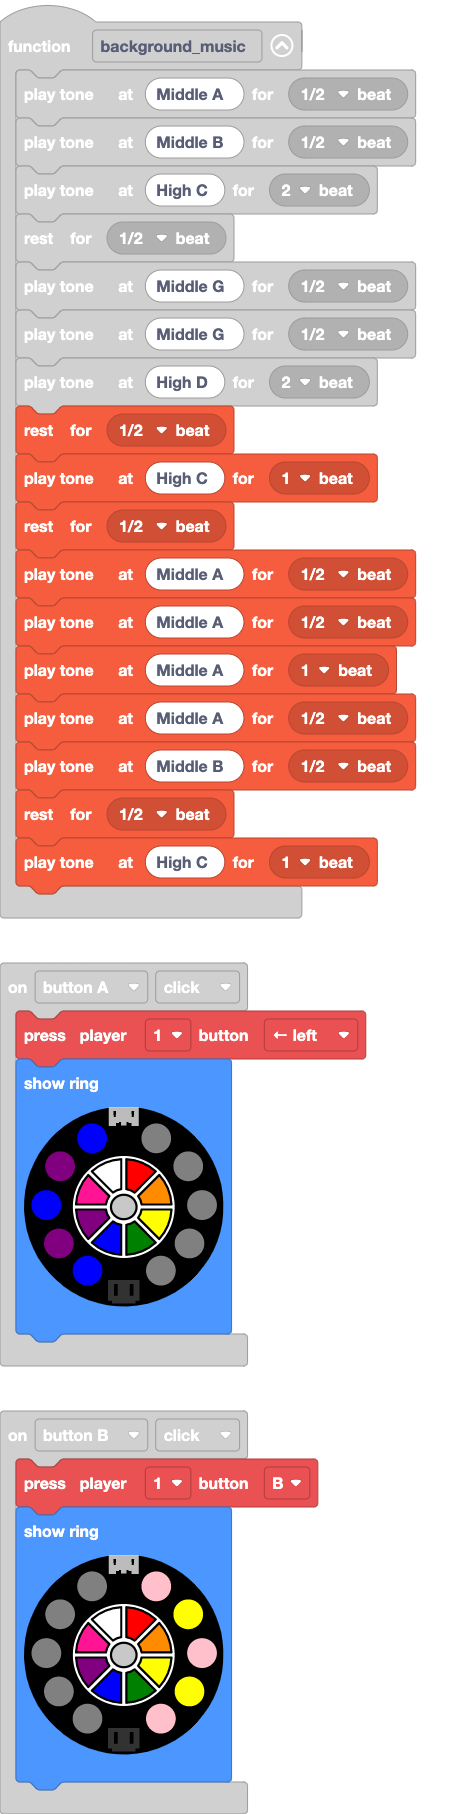 function background_music
play tone at Middle A for 1/2 beat
play tone at Middle B for 1/2 beat
play tone at High C for 2 beat
rest for 1/2 beat
play tone at Middle G for 1/2 beat
play tone at Middle G for 1/2 beat
play tone at High D for 2 beat
rest for 1/2 beat
play tone at High C for 1 beat
rest for 1/2 beat
play tone at Middle A for 1/2 beat
play tone at Middle A for 1/2 beat
play tone at Middle A for 1 beat
play tone at Middle A for 1/2 beat
play tone at Middle B for 1/2 beat
rest for 1/2 beat
play tone at High C for 1 beat
on button A click
press player 1 button ← left
show ring
on button B click
press player 1 button B
show ring